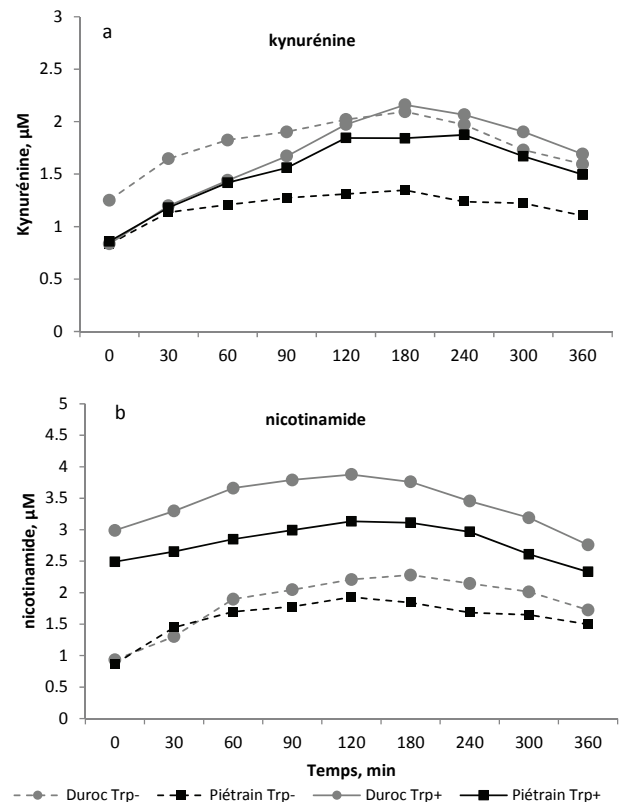 a
kynurénine
3
2.5
2
1.5
1
0.5
0
Kynurénine, µM
0 30 60 90 120 180 240 300 360
b
nicotinamide
5
4.5
4
3.5
3
2.5
2
1.5
1
0.5
0
nicotinamide, µM
0 30 60 90 120 180 240 300 360
Temps, min
Duroc Trp- Piétrain Trp- Duroc Trp+ Piétrain Trp+